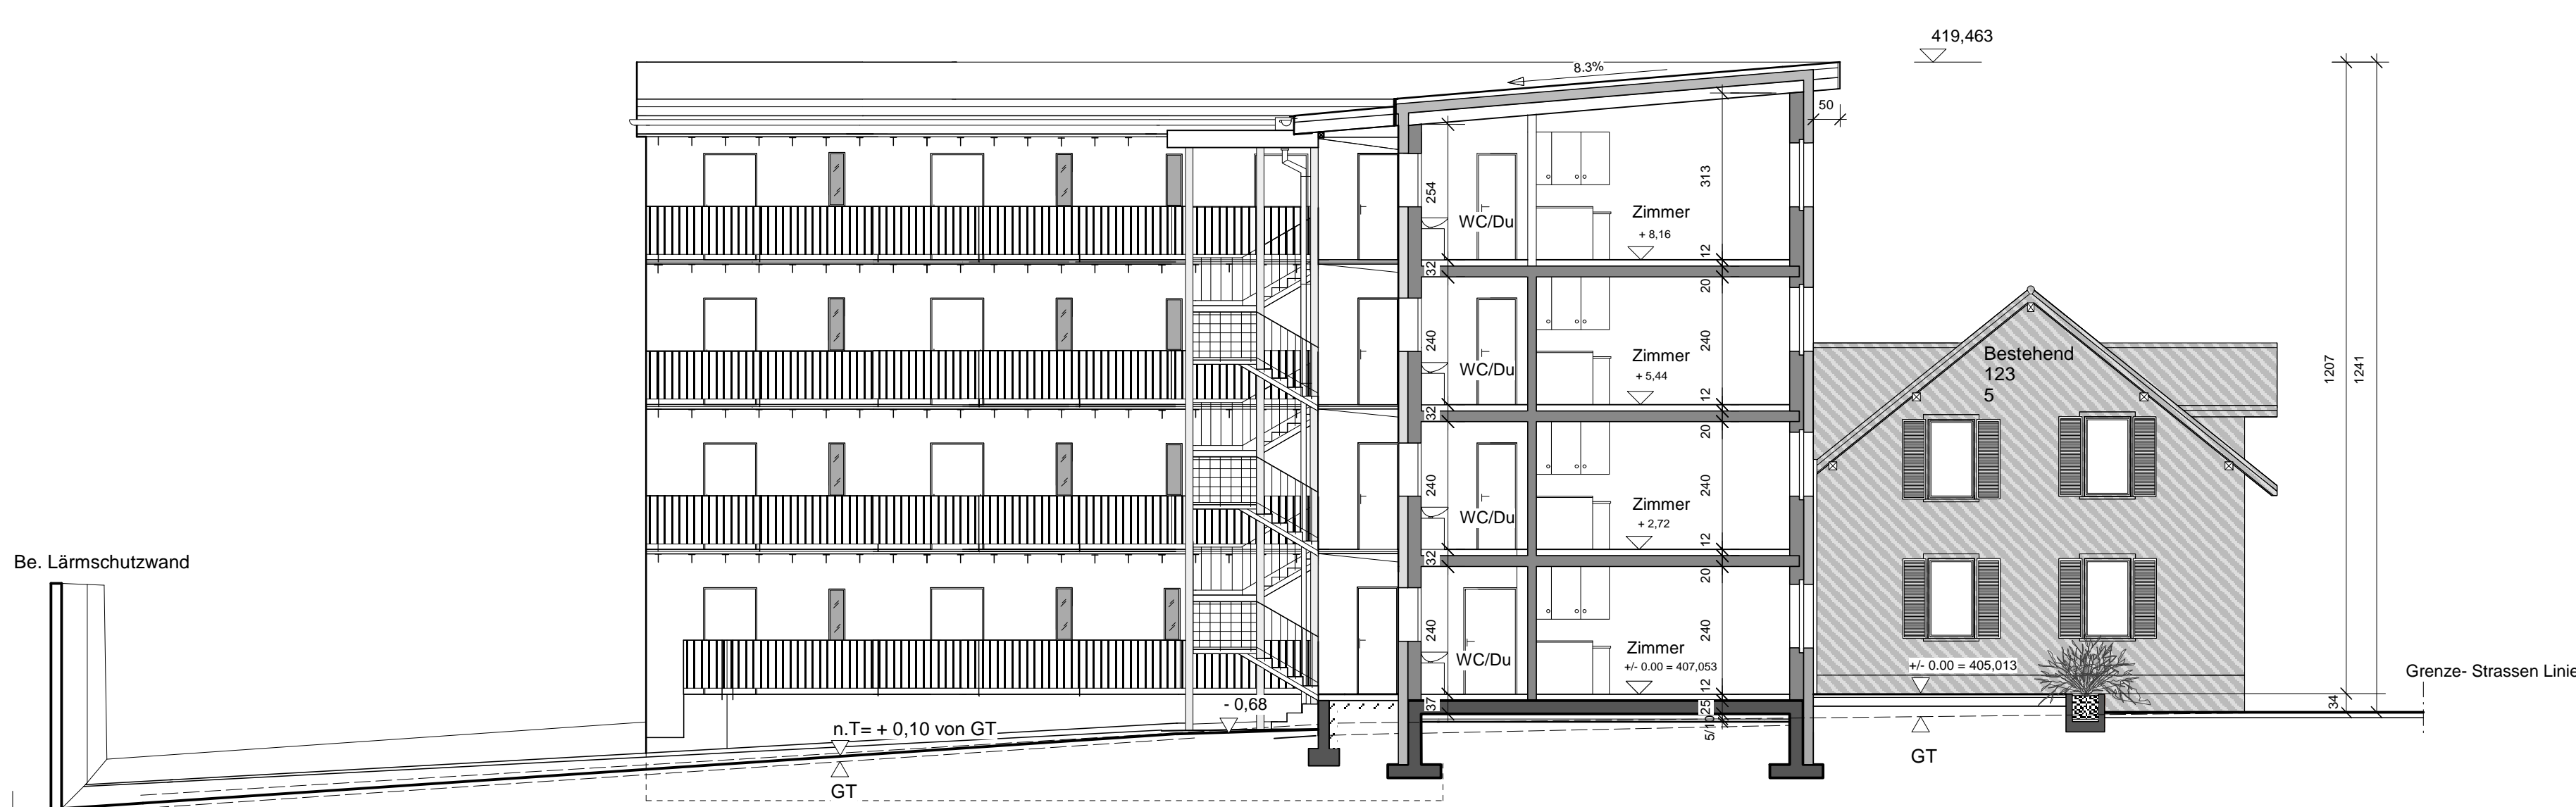 419,463
8.3%
50
254
WC/Du
Zimmer
+ 8,16
313
12
32
20
240
WC/Du
Zimmer
+ 5,44
240
12
32
20
Bestehend
123
5
1207
1241
240
WC/Du
Zimmer
+ 2,72
240
12
32
20
Be. Lärmschutzwand
240
WC/Du
Zimmer
+/- 0.00 = 407,053
240
12
+/- 0.00 = 405,013
Grenze- Strassen Linie
- 0,68
37
25
5/10
34
n.T= + 0,10 von GT
GT
GT